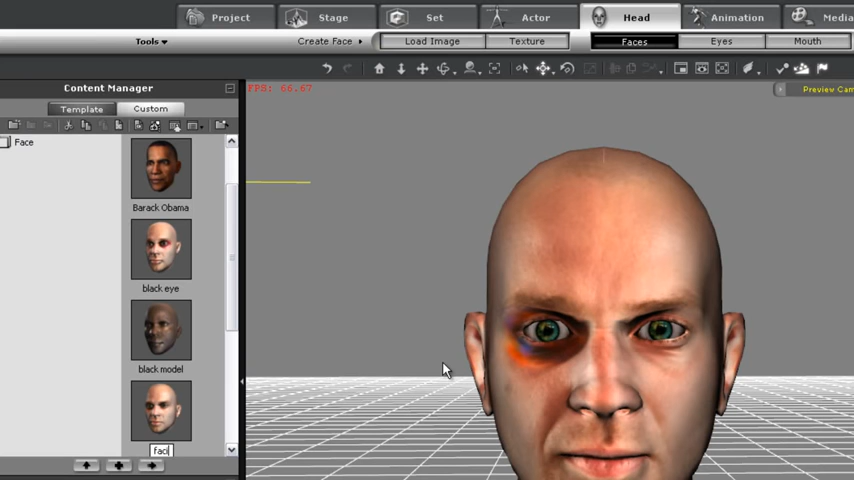 Project Stage Set Actor Head Animation Media
Tools Create Face Load Image Texture Faces Eyes Mouth
Content Manager
FPS: 66.67
Preview Cam
Template Custom
Face
Barack Obama
black eye
black model
faci